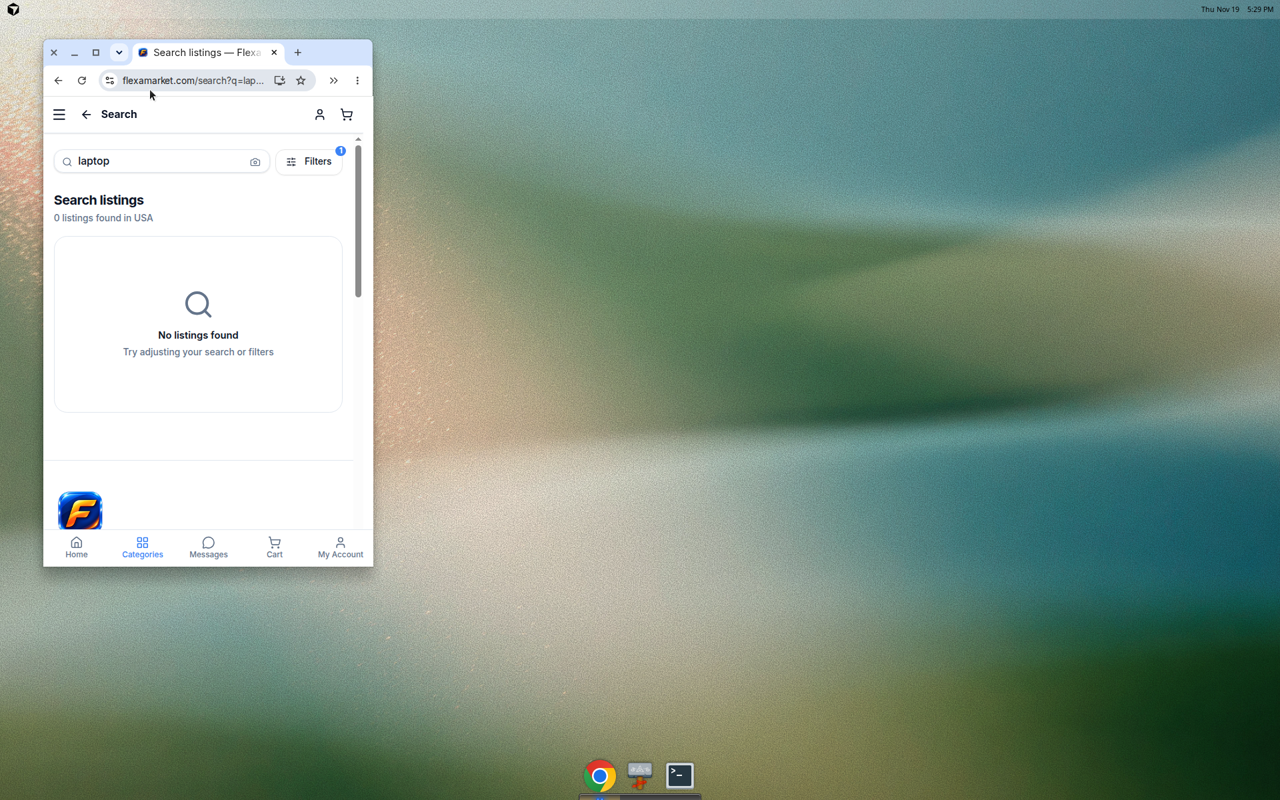 Thu Nov 19 5:29 PM
Search listings — Flexa
flexamarket.com/search?q=lap...
Search
laptop
Filters
1
Search listings
0 listings found in USA
No listings found
Try adjusting your search or filters
F
Home
Categories
Messages
Cart
My Account
>_